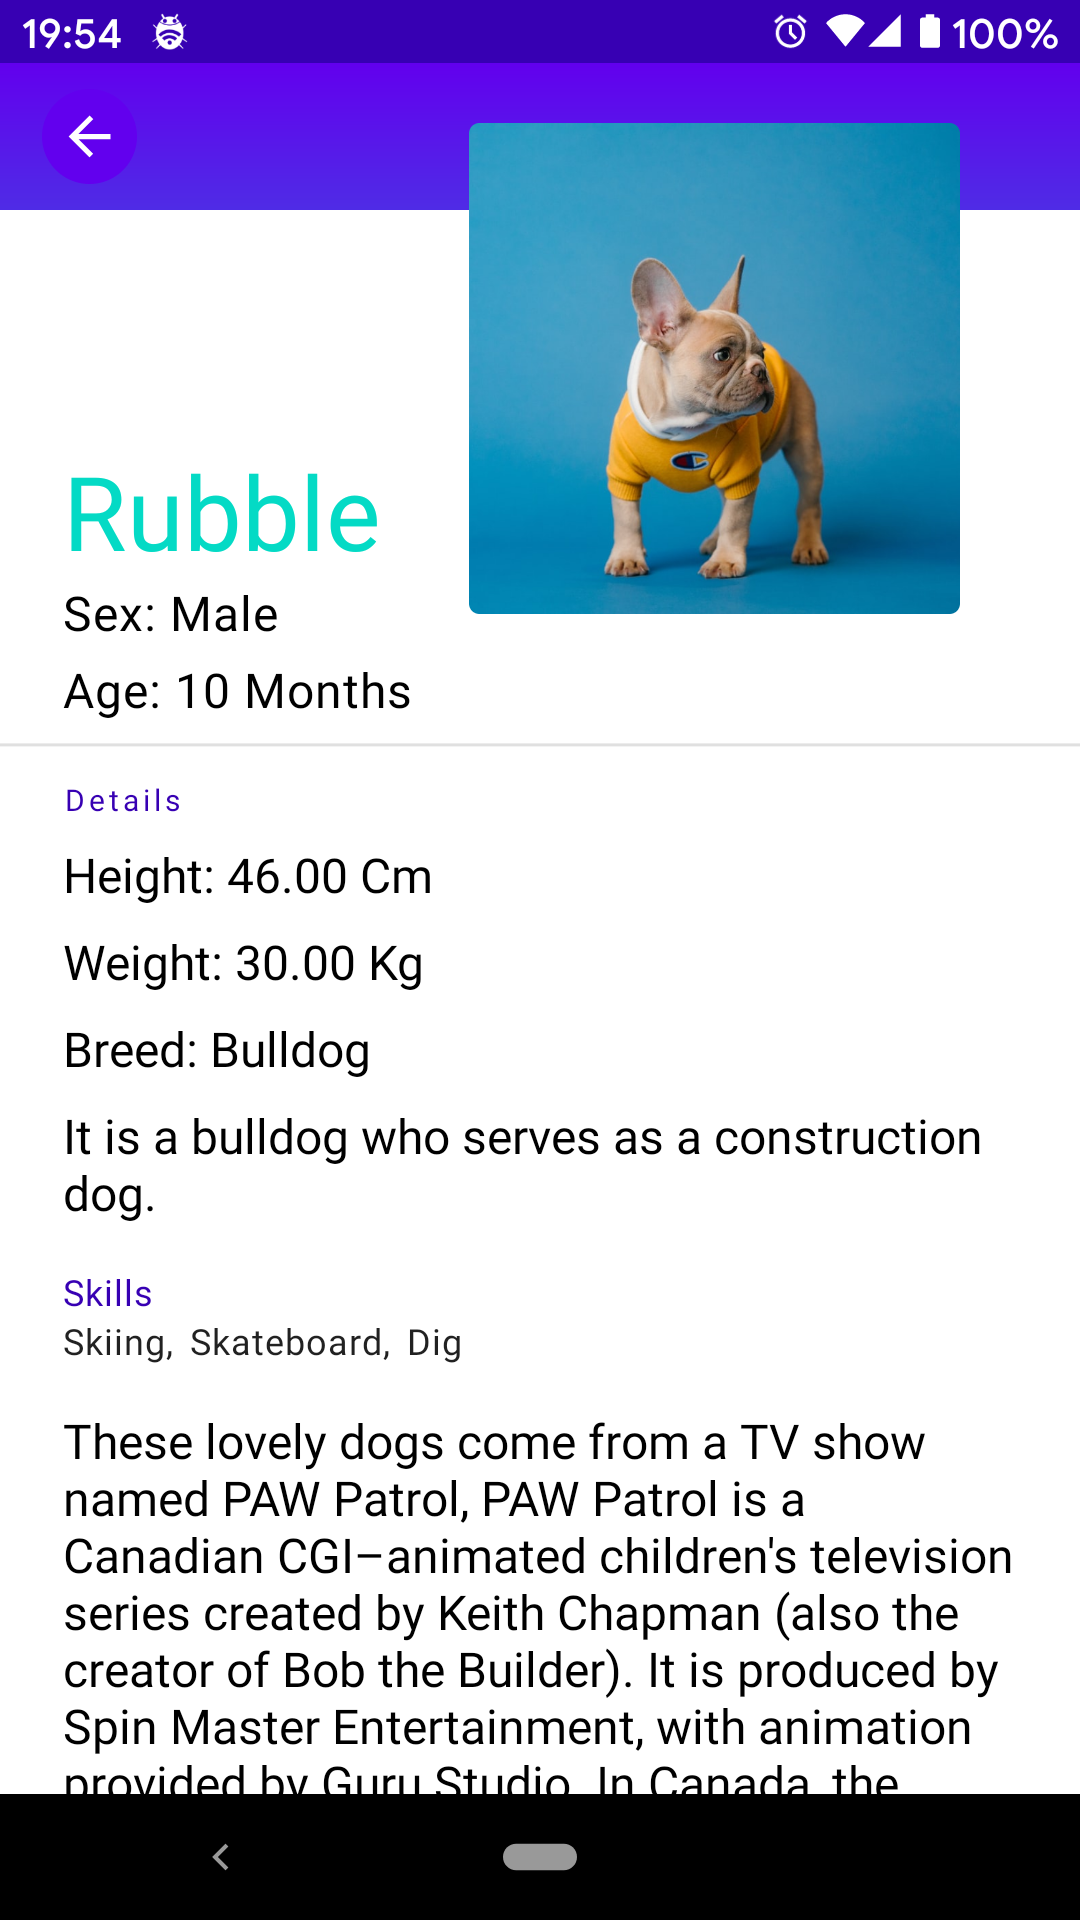 19:54
100%
Rubble
Sex: Male
Age: 10 Months
Details
Height: 46.00 Cm
Weight: 30.00 Kg
Breed: Bulldog
It is a bulldog who serves as a construction
dog.
Skills
Skiing, Skateboard, Dig
These lovely dogs come from a TV show
named PAW Patrol, PAW Patrol is a
Canadian CGI–animated children's television
series created by Keith Chapman (also the
creator of Bob the Builder). It is produced by
Spin Master Entertainment, with animation
provided by Guru Studio. In Canada, the